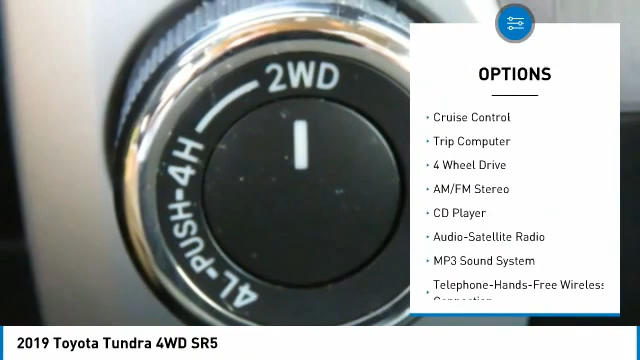 2WD
4L-PUSH-4H
OPTIONS
Cruise Control
Trip Computer
4 Wheel Drive
AM/FM Stereo
CD Player
Audio-Satellite Radio
MP3 Sound System
Telephone-Hands-Free Wireless
Connection
2019 Toyota Tundra 4WD SR5